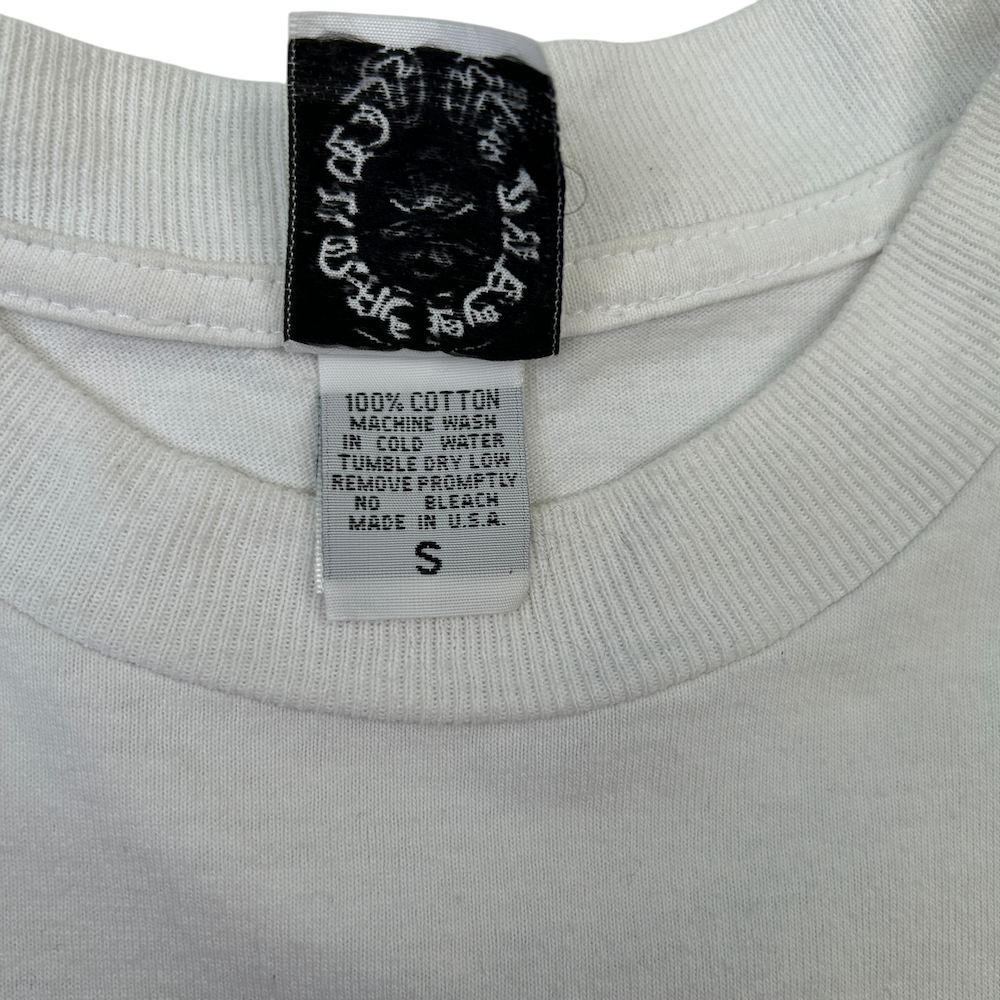 100% COTTON
MACHINE WASH
IN COLD WATER
TUMBLE DRY LOW
REMOVE PROMPTLY
NO BLEACH
MADE IN U.S.A.
S